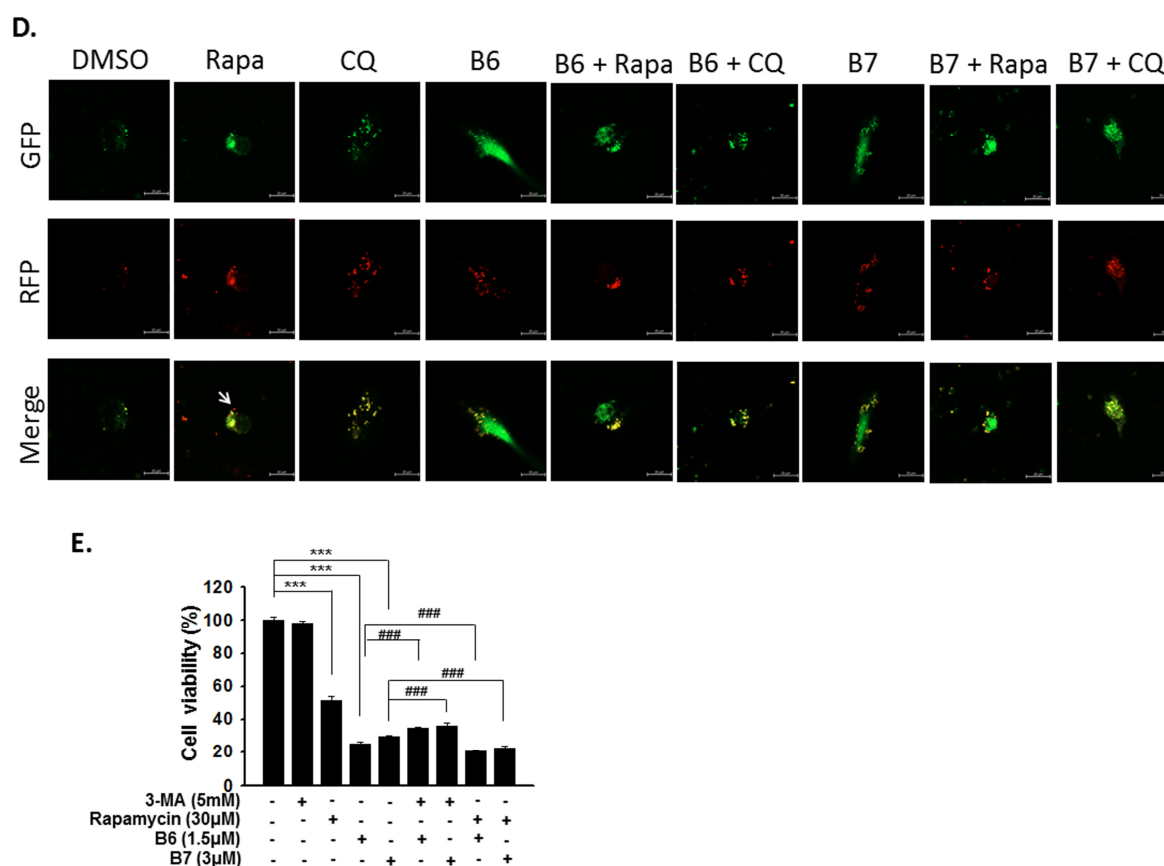 D.
DMSO Rapa CQ B6 B6 + Rapa B6 + CQ B7 B7 + Rapa B7 + CQ
GFP
RFP
Merge
E.
***
***
***
###
###
###
###
Cell viability (%)
120
100
80
60
40
20
0
3-MA (5mM) - + - - - + + - -
Rapamycin (30µM) - - + - - - - + +
B6 (1.5µM) - - - + - + - + -
B7 (3µM) - - - - + - + - +